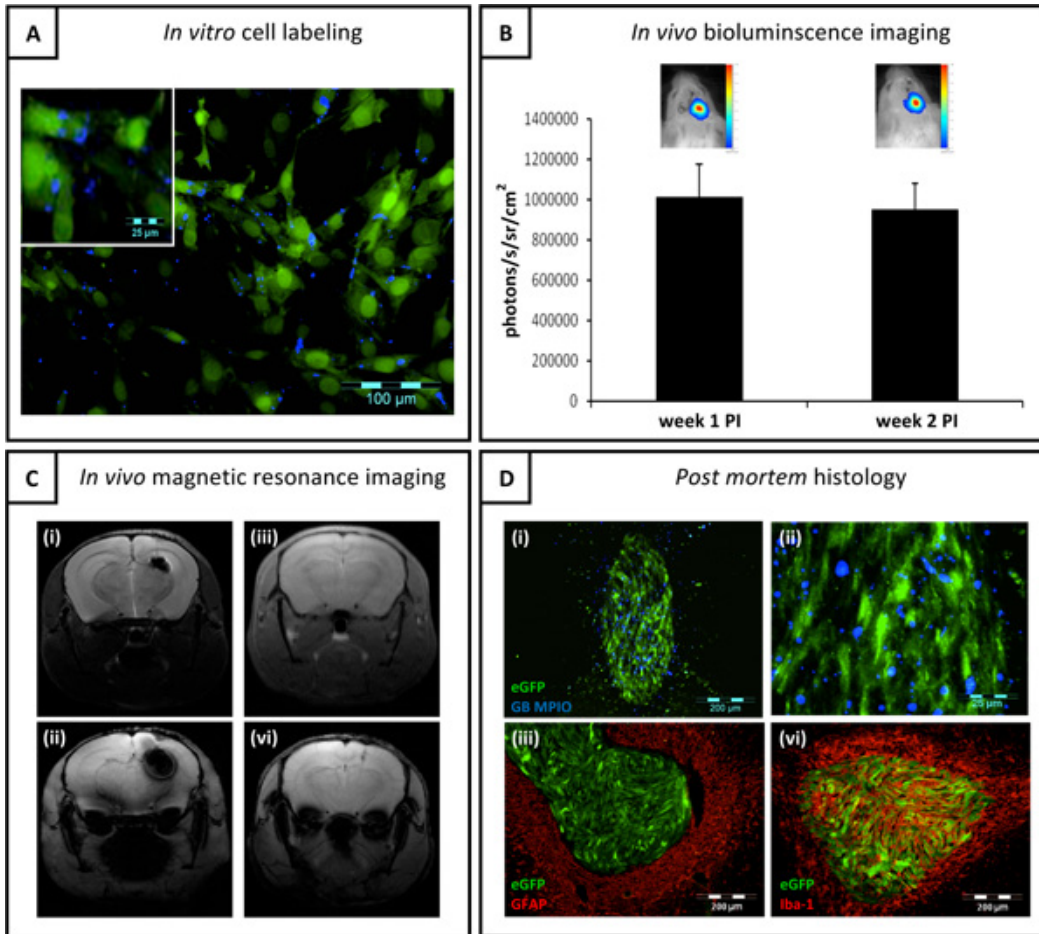 A
In vitro cell labeling
25 µm
100 µm
B
In vivo bioluminscence imaging
photons/s/sr/cm²
1400000
1200000
1000000
800000
600000
400000
200000
0
week 1 PI
week 2 PI
C
In vivo magnetic resonance imaging
(i)
(iii)
(ii)
(vi)
D
Post mortem histology
(i)
eGFP
GB MPIO
200 µm
(ii)
25 µm
(iii)
eGFP
GFAP
200 µm
(vi)
eGFP
Iba-1
200 µm